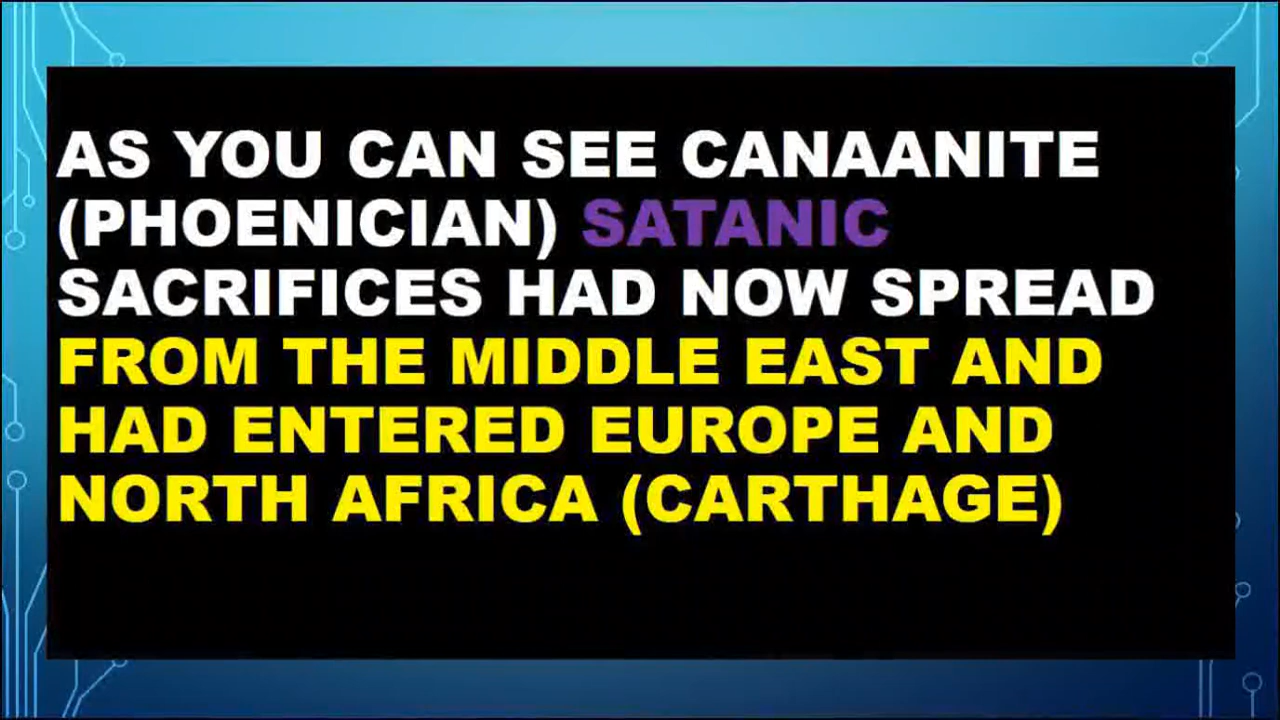 AS YOU CAN SEE CANAANITE
(PHOENICIAN) SATANIC
SACRIFICES HAD NOW SPREAD
FROM THE MIDDLE EAST AND
HAD ENTERED EUROPE AND
NORTH AFRICA (CARTHAGE)